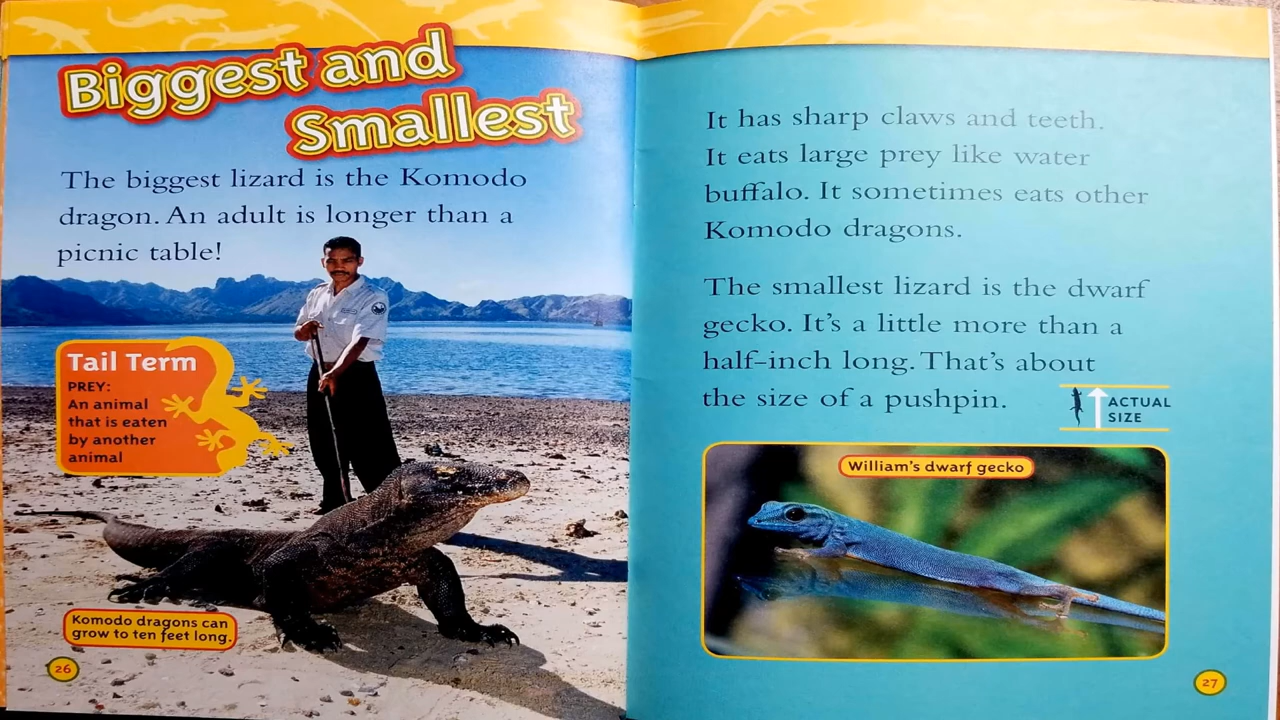 Biggest and
Smallest
The biggest lizard is the Komodo
dragon. An adult is longer than a
picnic table!
Tail Term
PREY:
An animal
that is eaten
by another
animal
Komodo dragons can
grow to ten feet long.
26
It has sharp claws and teeth.
It eats large prey like water
buffalo. It sometimes eats other
Komodo dragons.
The smallest lizard is the dwarf
gecko. It's a little more than a
half-inch long. That's about
the size of a pushpin.
ACTUAL
SIZE
William's dwarf gecko
27